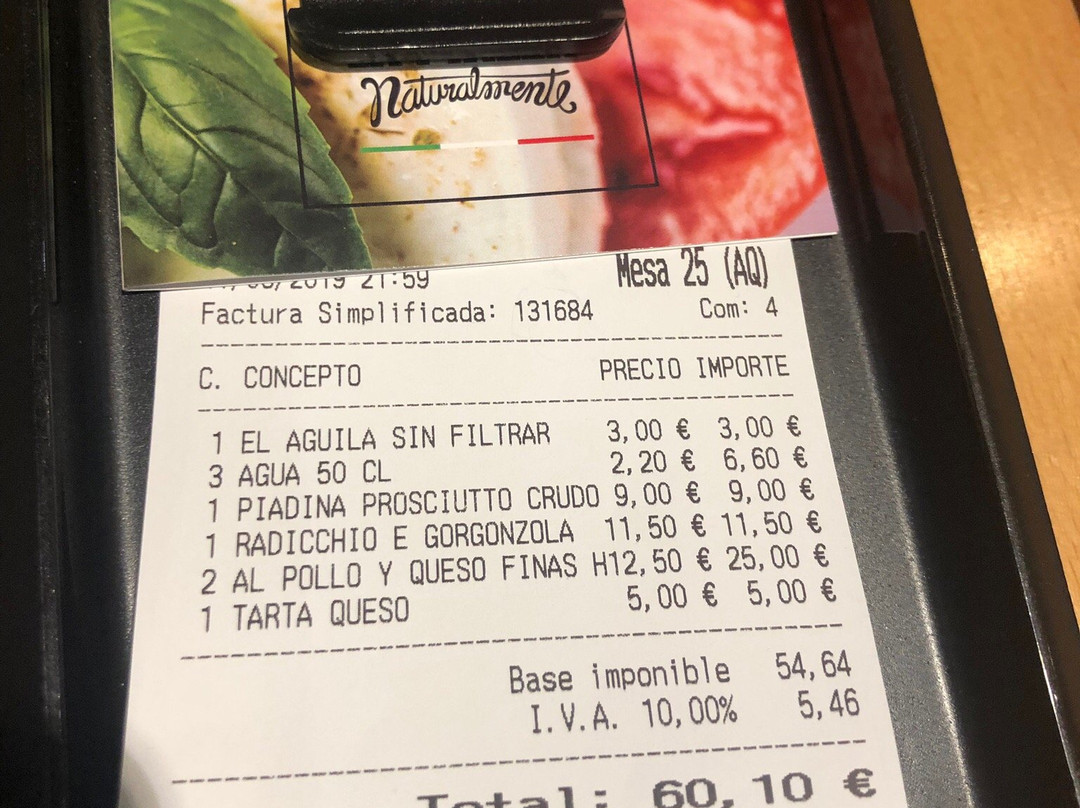 Naturalmente
/2019 21:59
Mesa 25 (AQ)
Factura Simplificada: 131684 Com: 4
C. CONCEPTO PRECIO IMPORTE
1 EL AGUILA SIN FILTRAR 3,00 € 3,00 €
3 AGUA 50 CL 2,20 € 6,60 €
1 PIADINA PROSCIUTTO CRUDO 9,00 € 9,00 €
1 RADICCHIO E GORGONZOLA 11,50 € 11,50 €
2 AL POLLO Y QUESO FINAS H12,50 € 25,00 €
1 TARTA QUESO 5,00 € 5,00 €
Base imponible 54,64
I.V.A. 10,00% 5,46
Total: 60,10 €